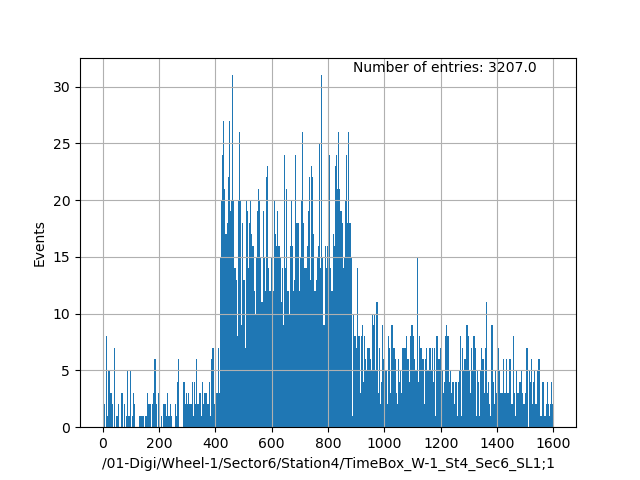 Number of entries: 3207.0
30
25
20
15
10
5
0
Events
0 200 400 600 800 1000 1200 1400 1600
/01-Digi/Wheel-1/Sector6/Station4/TimeBox_W-1_St4_Sec6_SL1;1